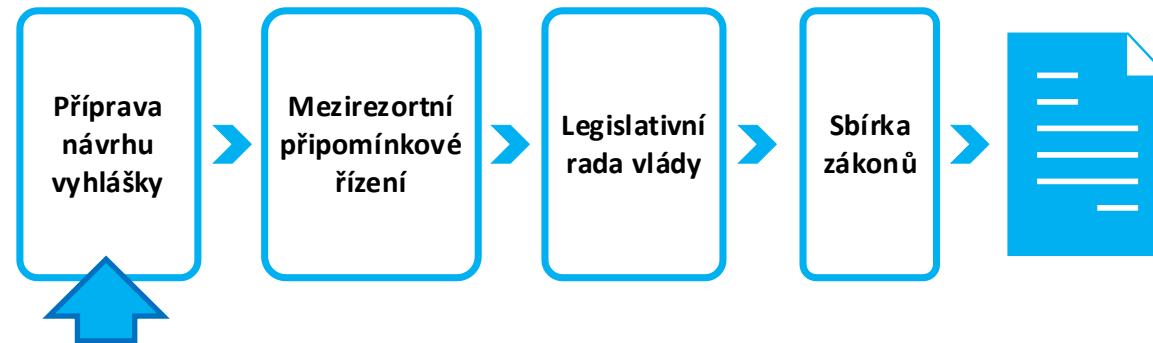 Příprava
návrhu
vyhlášky
Mezirezortní
připomínkové
řízení
Legislativní
rada vlády
Sbírka
zákonů